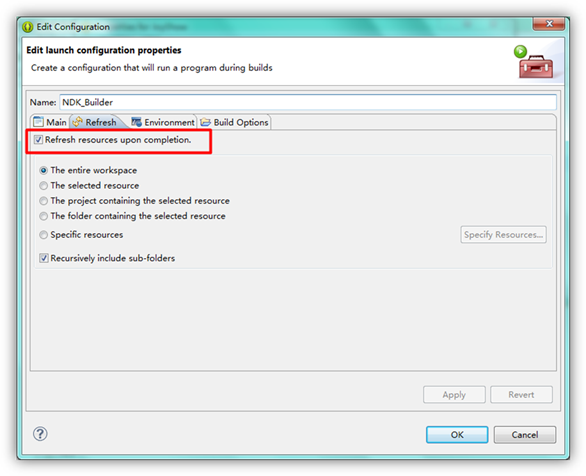 Edit Configuration
Edit launch configuration properties
Create a configuration that will run a program during builds
Name: NDK_Builder
Main Refresh Environment Build Options
Refresh resources upon completion.
The entire workspace
The selected resource
The project containing the selected resource
The folder containing the selected resource
Specific resources Specify Resources...
Recursively include sub-folders
Apply Revert
? OK Cancel